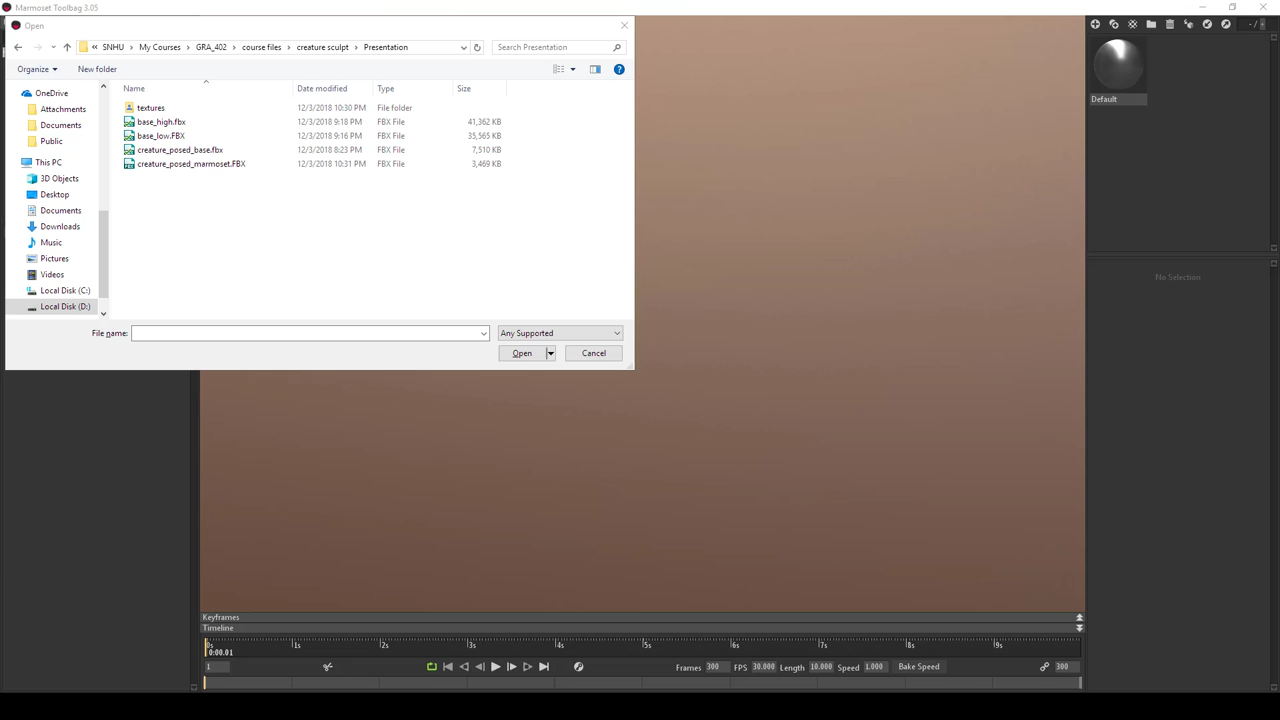 Marmoset Toolbag 3.05
Open
« SNHU › My Courses › GRA_402 › course files › creature sculpt › Presentation
Search Presentation
Organize
New folder
Name Date modified Type Size
OneDrive
Attachments
Documents
Public
This PC
3D Objects
Desktop
Documents
Downloads
Music
Pictures
Videos
Local Disk (C:)
Local Disk (D:)
textures 12/3/2018 10:30 PM File folder
base_high.fbx 12/3/2018 9:18 PM FBX File 41,362 KB
base_low.FBX 12/3/2018 9:16 PM FBX File 35,565 KB
creature_posed_base.fbx 12/3/2018 8:23 PM FBX File 7,510 KB
creature_posed_marmoset.FBX 12/3/2018 10:31 PM FBX File 3,469 KB
File name:
Any Supported
Open
Cancel
- / -
Default
No Selection
Keyframes
Timeline
0s 1s 2s 3s 4s 5s 6s 7s 8s 9s
0:00.01
1
Frames 300 FPS 30.000 Length 10.000 Speed 1.000 Bake Speed 300